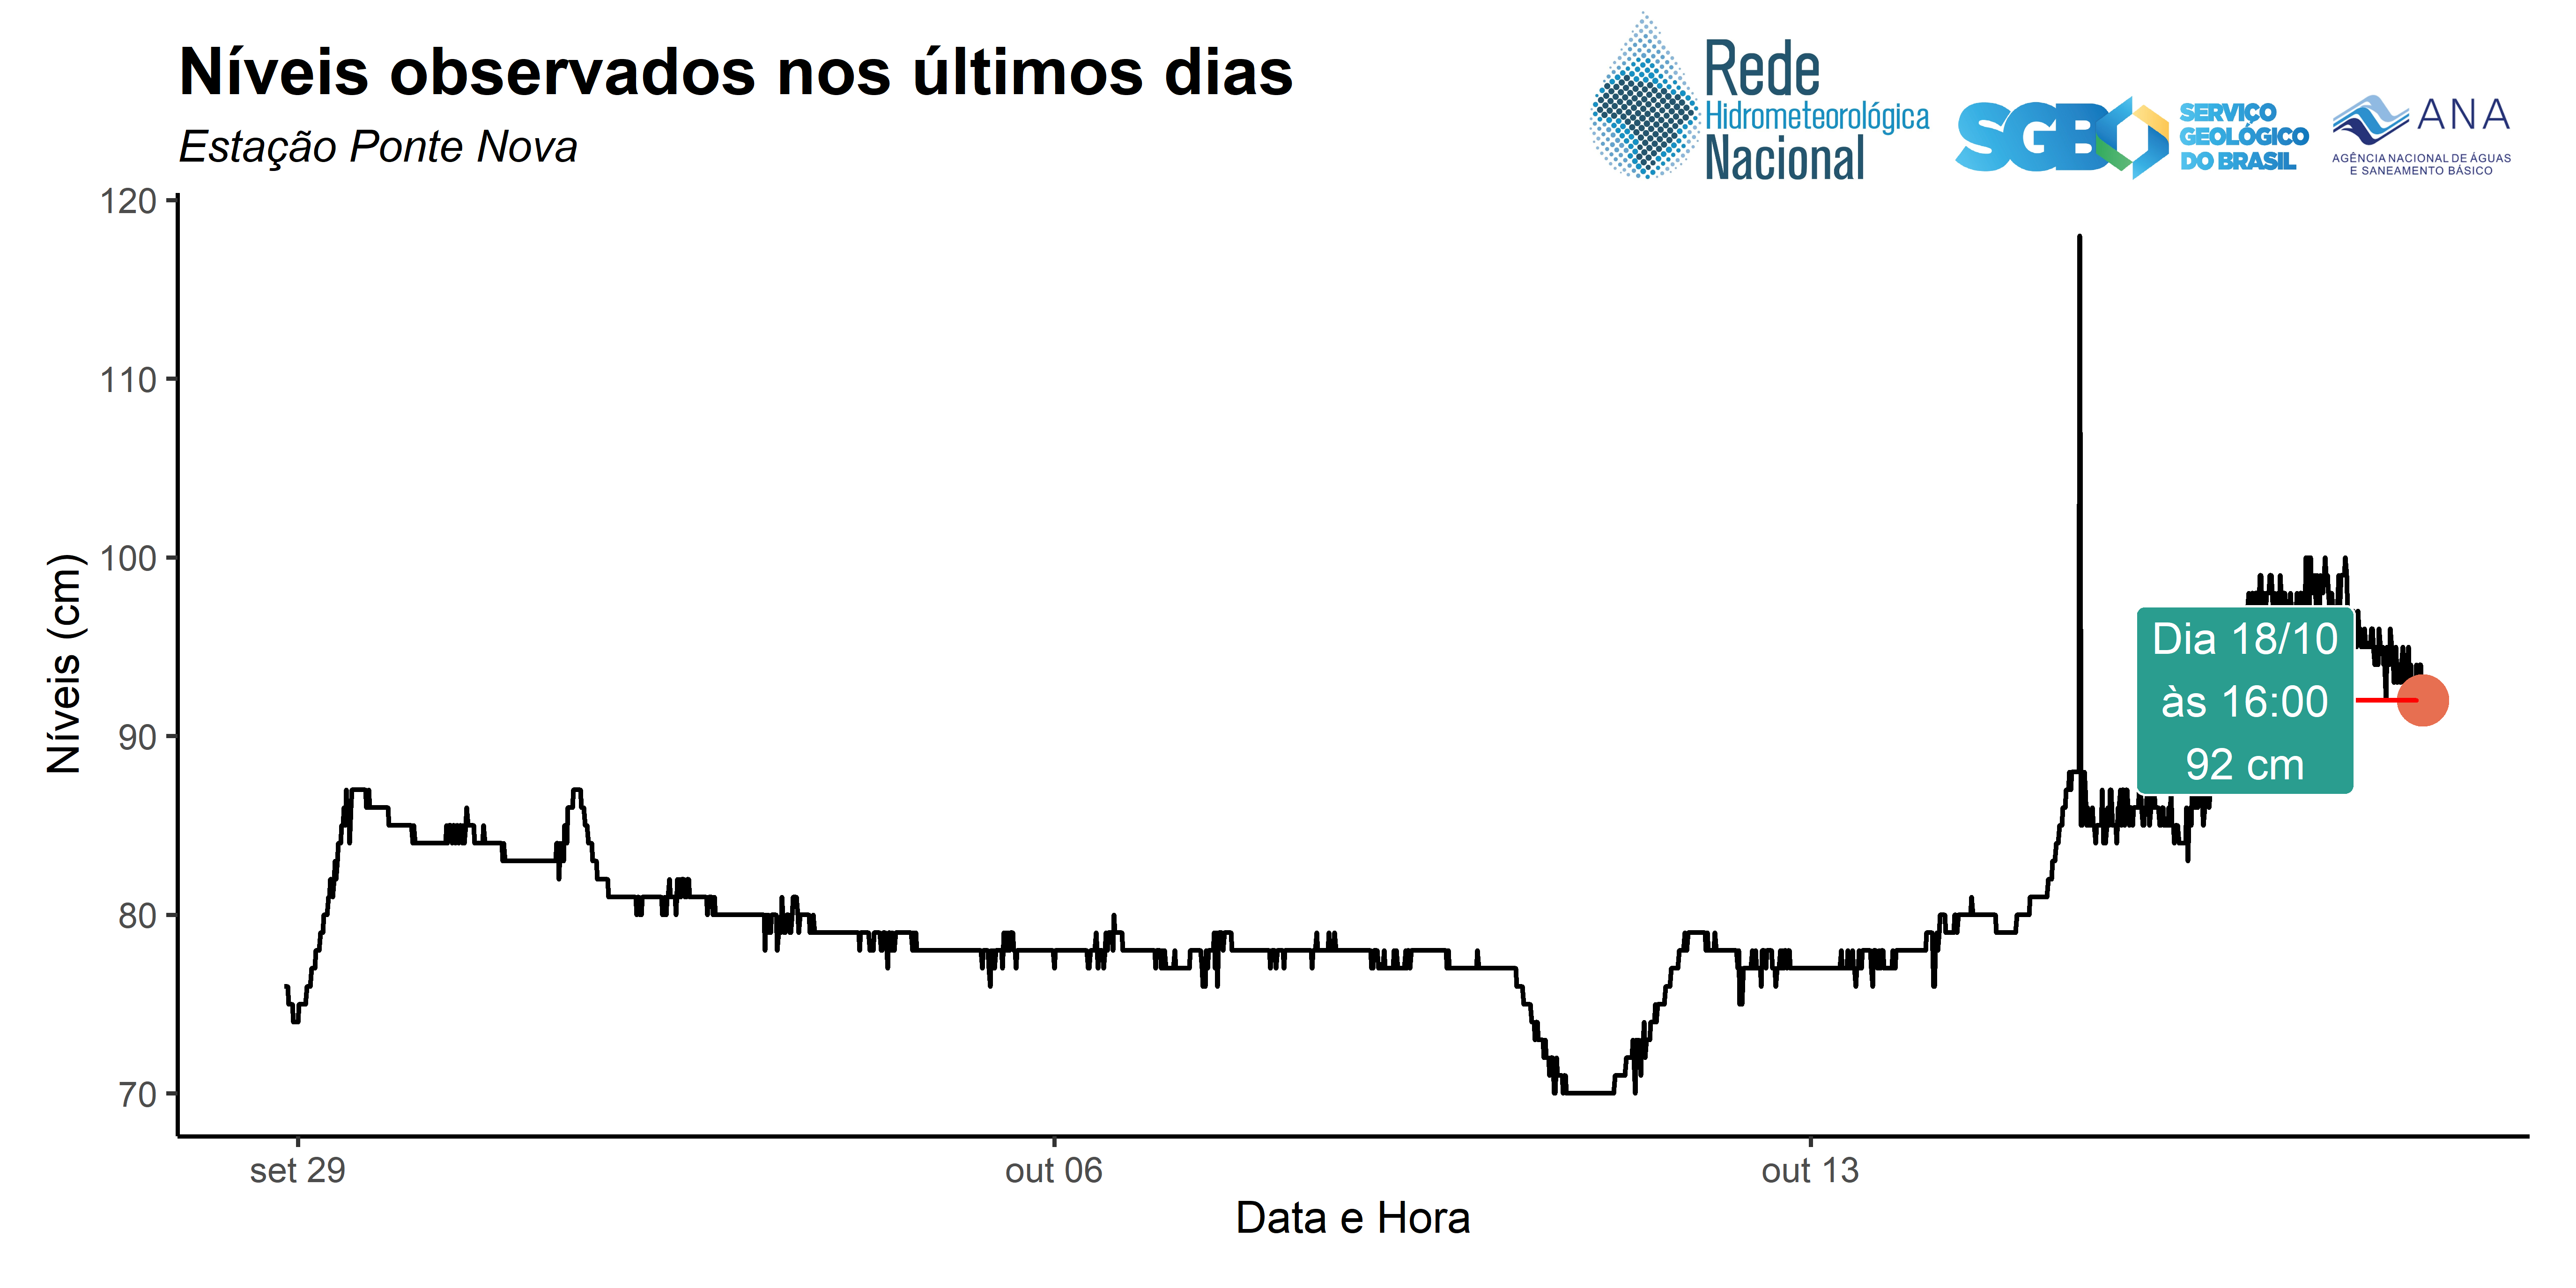 Níveis observados nos últimos dias
Estação Ponte Nova
Rede
Hidrometeorológica
Nacional
SGB
SERVIÇO
GEOLÓGICO
DO BRASIL
ANA
AGÊNCIA NACIONAL DE ÁGUAS
E SANEAMENTO BÁSICO
120
110
100
90
80
70
Níveis (cm)
Dia 18/10
às 16:00
92 cm
set 29
out 06
out 13
Data e Hora